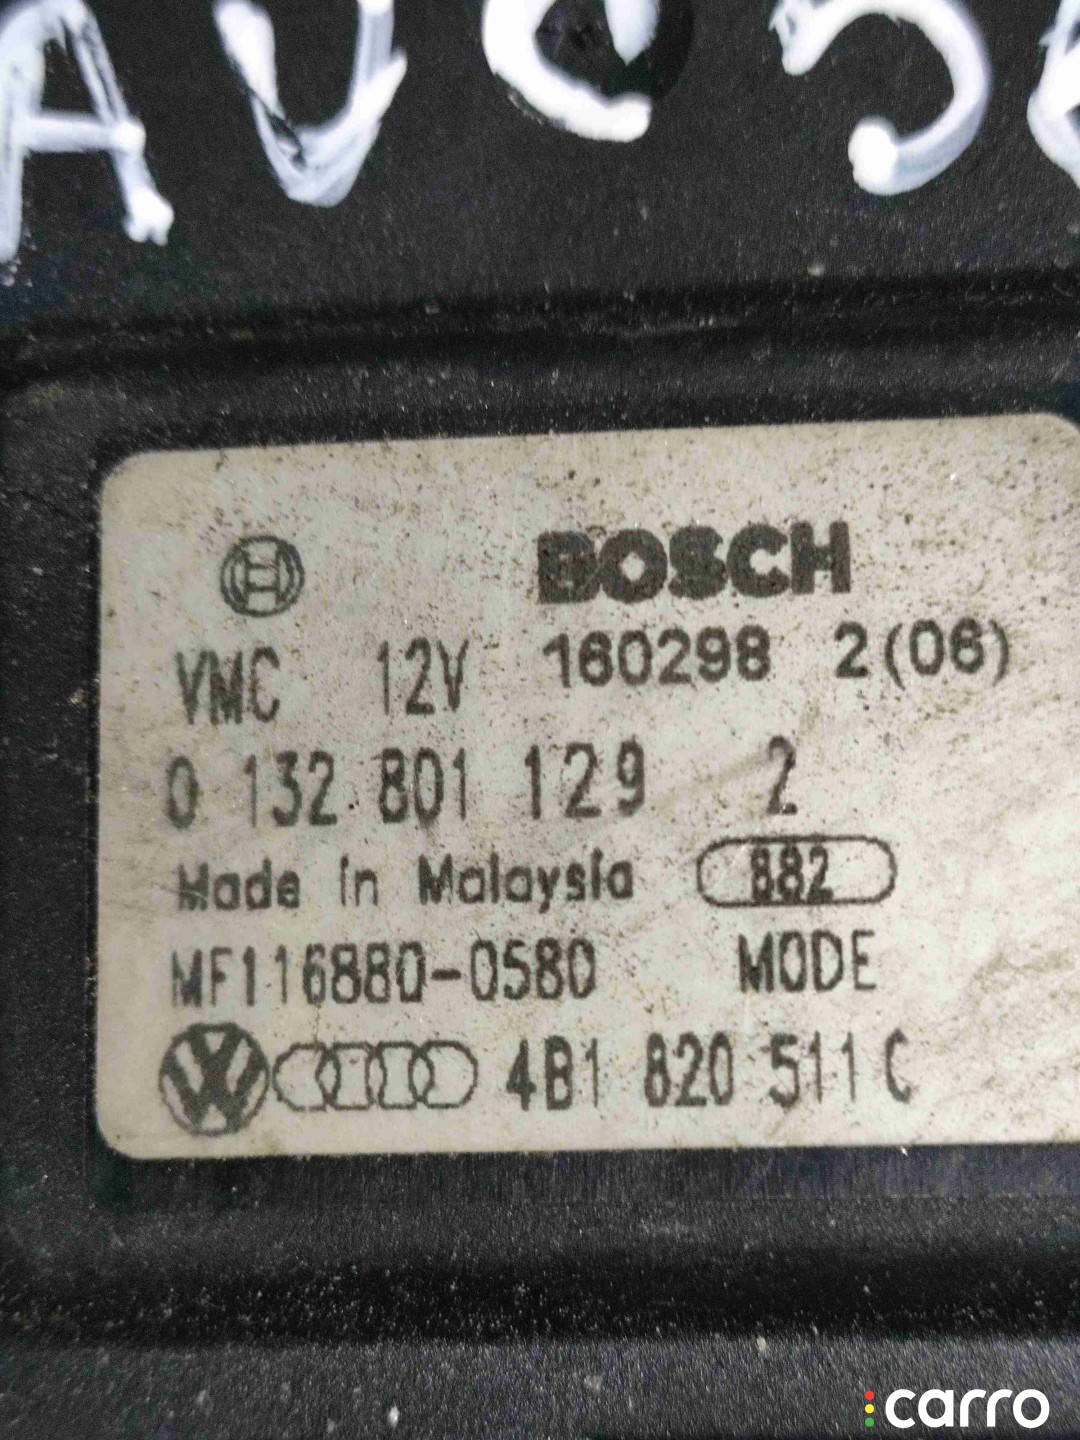 BOSCH
VMC 12V 160298 2(06)
0 132 801 129 2
Made in Malaysia 882
MF116880-0580 MODE
4B1 820 511 C
carro